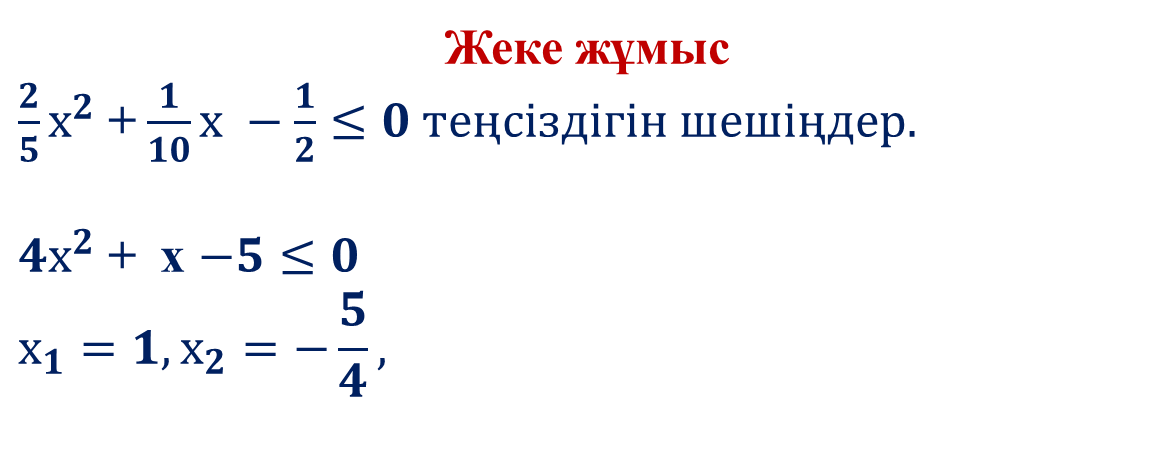 Жеке жұмыс
2/5 x² + 1/10 x − 1/2 ≤ 0 теңсіздігін шешіңдер.
4x² + x − 5 ≤ 0
x₁ = 1, x₂ = − 5/4 ,